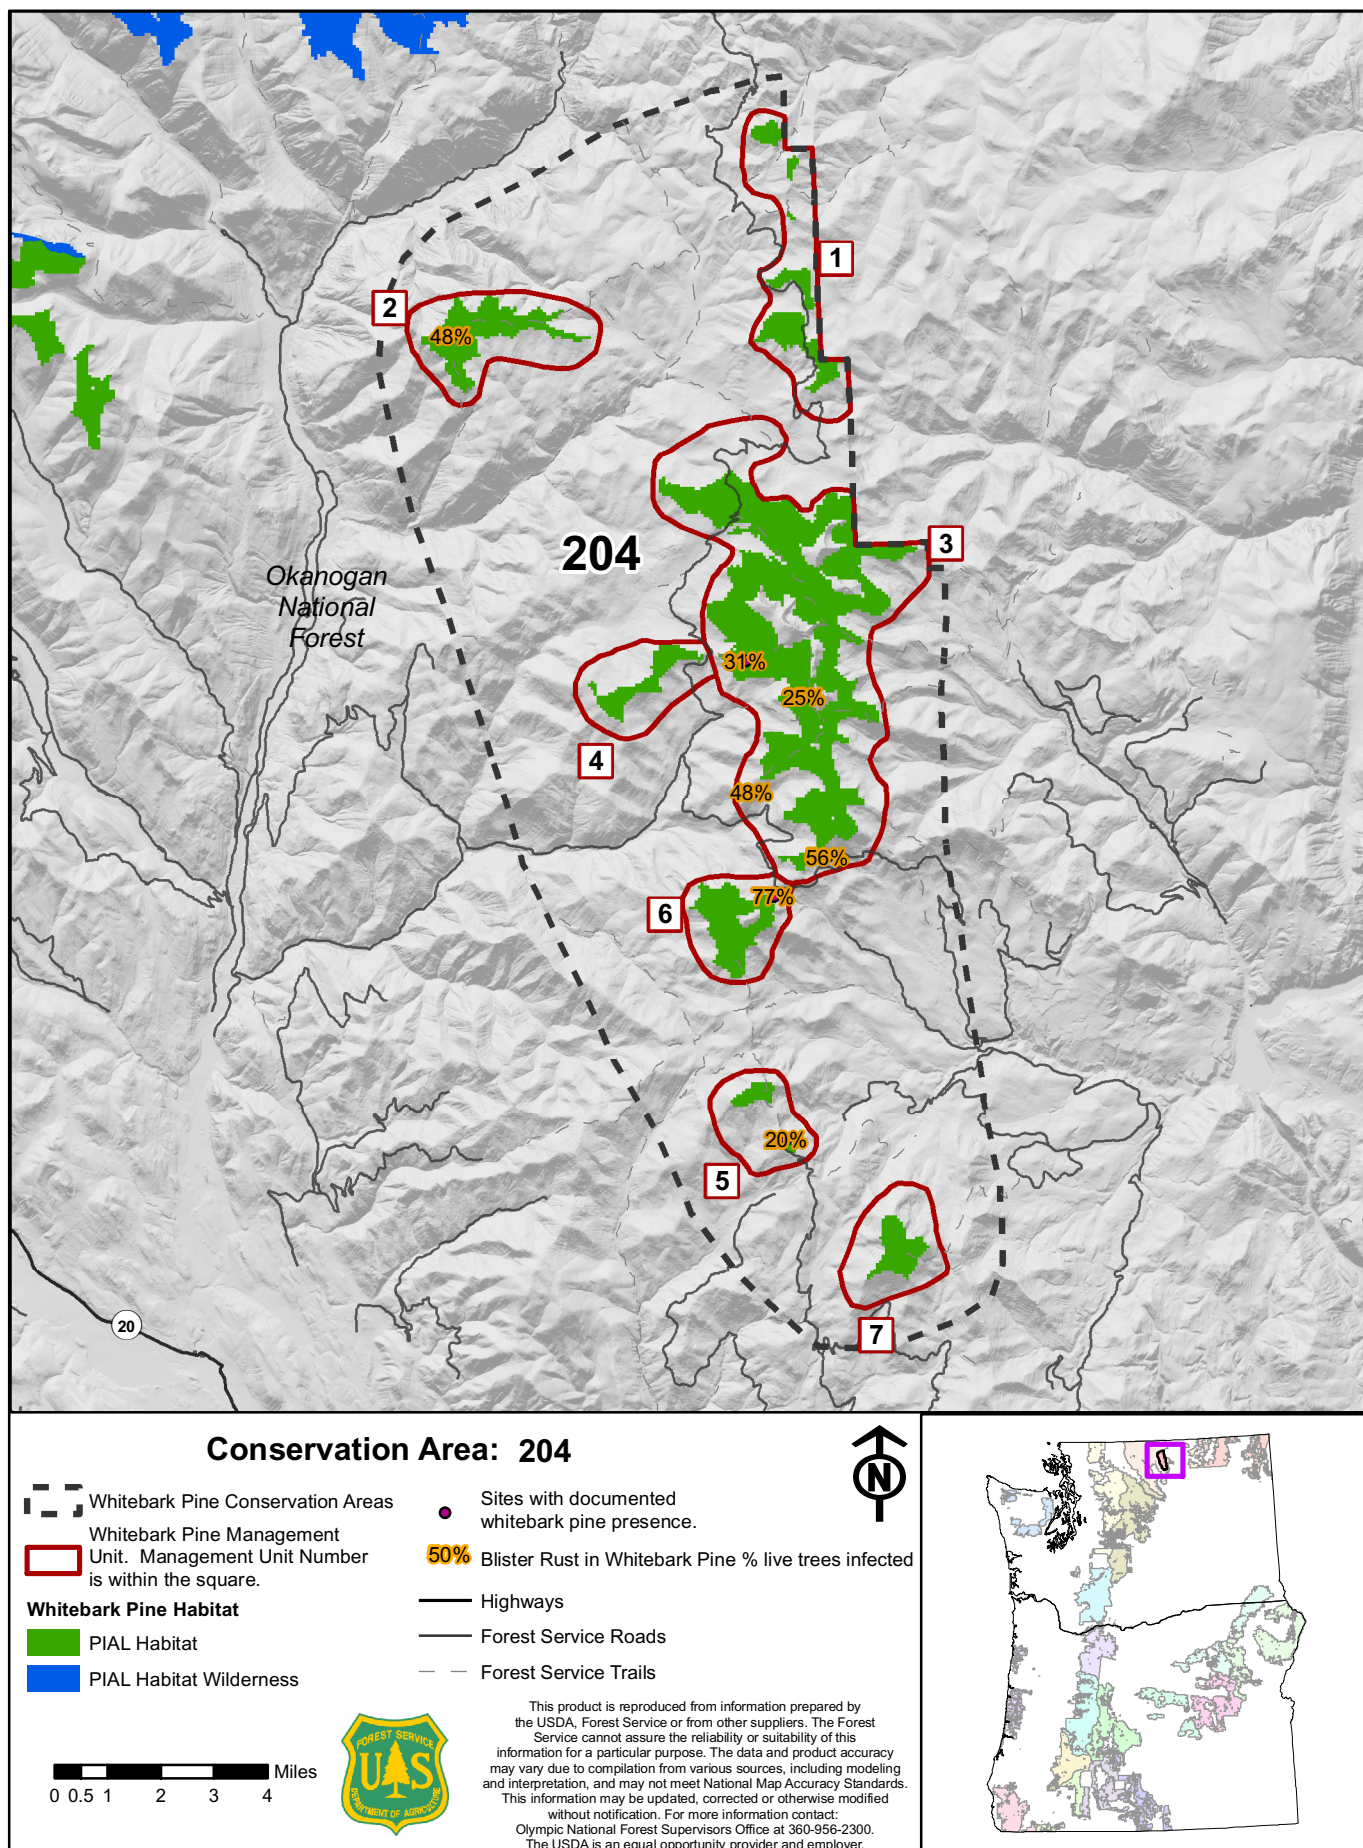 1
2
48%
204
3
Okanogan
National
Forest
31%
25%
4
48%
56%
77%
6
20%
5
7
20
Conservation Area: 204
Whitebark Pine Conservation Areas
Whitebark Pine Management
Unit. Management Unit Number
is within the square.
Whitebark Pine Habitat
PIAL Habitat
PIAL Habitat Wilderness
Sites with documented
whitebark pine presence.
50% Blister Rust in Whitebark Pine % live trees infected
Highways
Forest Service Roads
Forest Service Trails
N
Miles
0 0.5 1 2 3 4
FOREST SERVICE
U S
DEPARTMENT OF AGRICULTURE
This product is reproduced from information prepared by
the USDA, Forest Service or from other suppliers. The Forest
Service cannot assure the reliability or suitability of this
information for a particular purpose. The data and product accuracy
may vary due to compilation from various sources, including modeling
and interpretation, and may not meet National Map Accuracy Standards.
This information may be updated, corrected or otherwise modified
without notification. For more information contact:
Olympic National Forest Supervisors Office at 360-956-2300.
The USDA is an equal opportunity provider and employer.